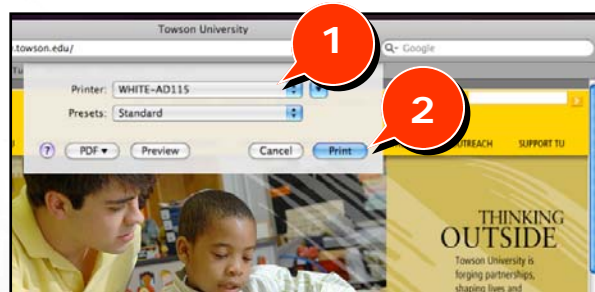 Towson University
.towson.edu/
Google
1
Printer: WHITE-AD115
Presets: Standard
2
? PDF Preview Cancel Print
OUTREACH SUPPORT TU
THINKING
OUTSIDE
Towson University is
forging partnerships,
shaping lives and